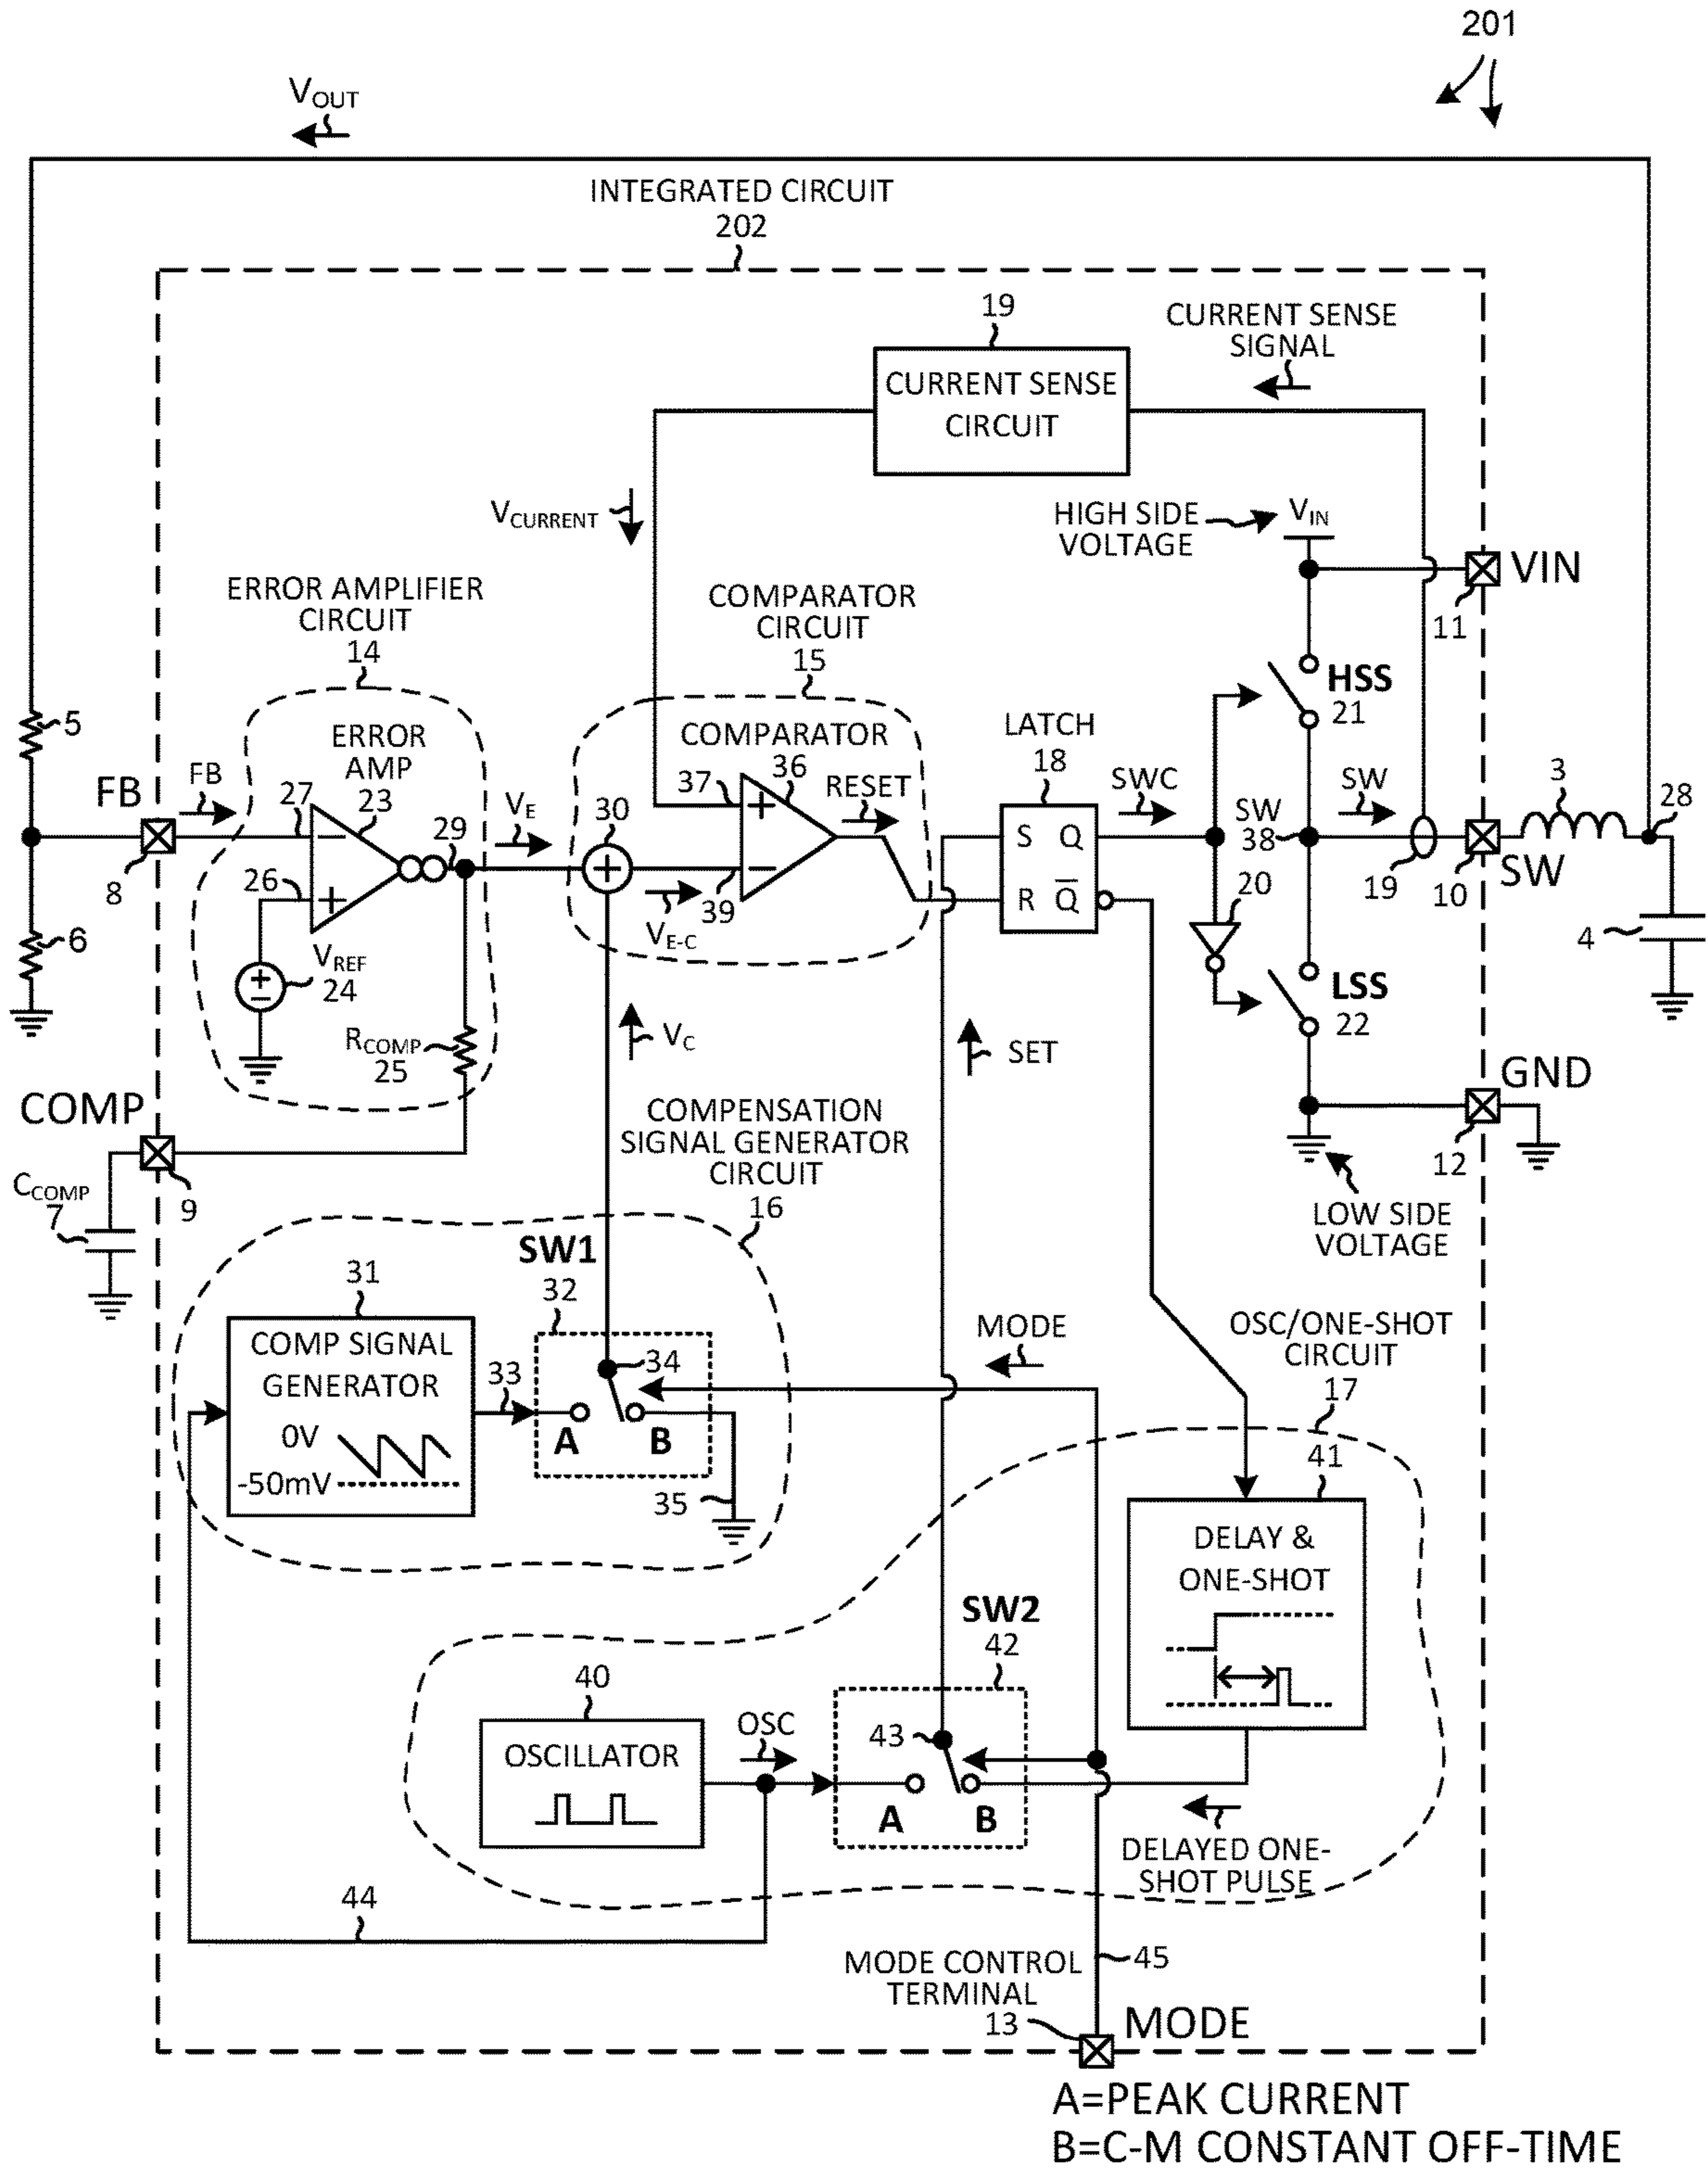 201
VOUT
INTEGRATED CIRCUIT
202
19
CURRENT SENSE
SIGNAL
CURRENT SENSE
CIRCUIT
VCURRENT
HIGH SIDE
VOLTAGE
VIN
VIN
11
ERROR AMPLIFIER
CIRCUIT
14
COMPARATOR
CIRCUIT
15
HSS
21
5
ERROR
AMP
23
COMPARATOR
36
LATCH
18
FB
FB
27
VE
29
30
37
+
RESET
SWC
SW
38
SW
3
28
S Q
−
+
−
8
26
+
39
R Q̅
20
19
10
SW
6
VREF
24
+
−
VE-C
4
LSS
22
RCOMP
25
VC
SET
GND
COMP
COMPENSATION
SIGNAL GENERATOR
CIRCUIT
16
12
CCOMP
7
9
LOW SIDE
VOLTAGE
SW1
32
31
COMP SIGNAL
GENERATOR
0V
-50mV
33
34
A B
35
MODE
OSC/ONE-SHOT
CIRCUIT
17
41
DELAY &
ONE-SHOT
SW2
42
40
OSCILLATOR
OSC
43
A B
DELAYED ONE-
SHOT PULSE
44
MODE CONTROL
TERMINAL
13
45
MODE
A=PEAK CURRENT
B=C-M CONSTANT OFF-TIME